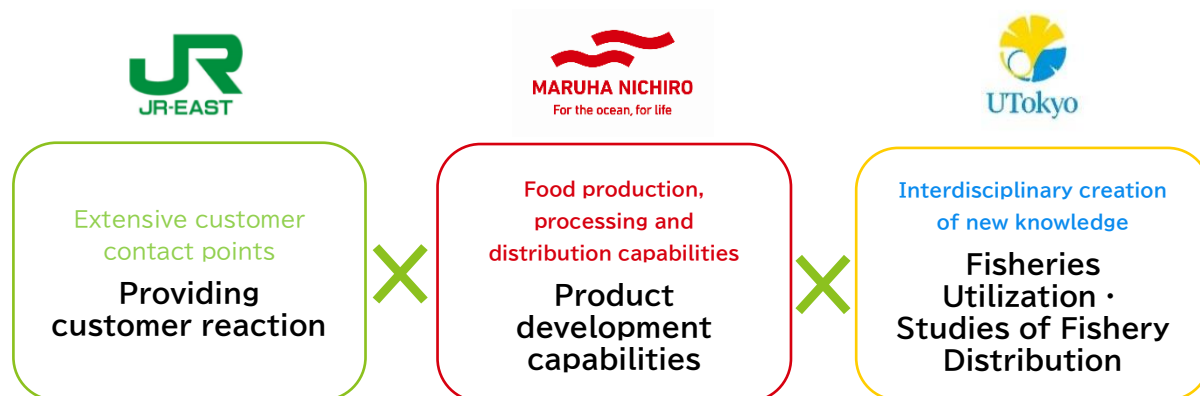 JR
JR-EAST
MARUHA NICHIRO
For the ocean, for life
UTokyo
Extensive customer
contact points
Providing
customer reaction
Food production,
processing and
distribution capabilities
Product
development
capabilities
Interdisciplinary creation
of new knowledge
Fisheries
Utilization・
Studies of Fishery
Distribution